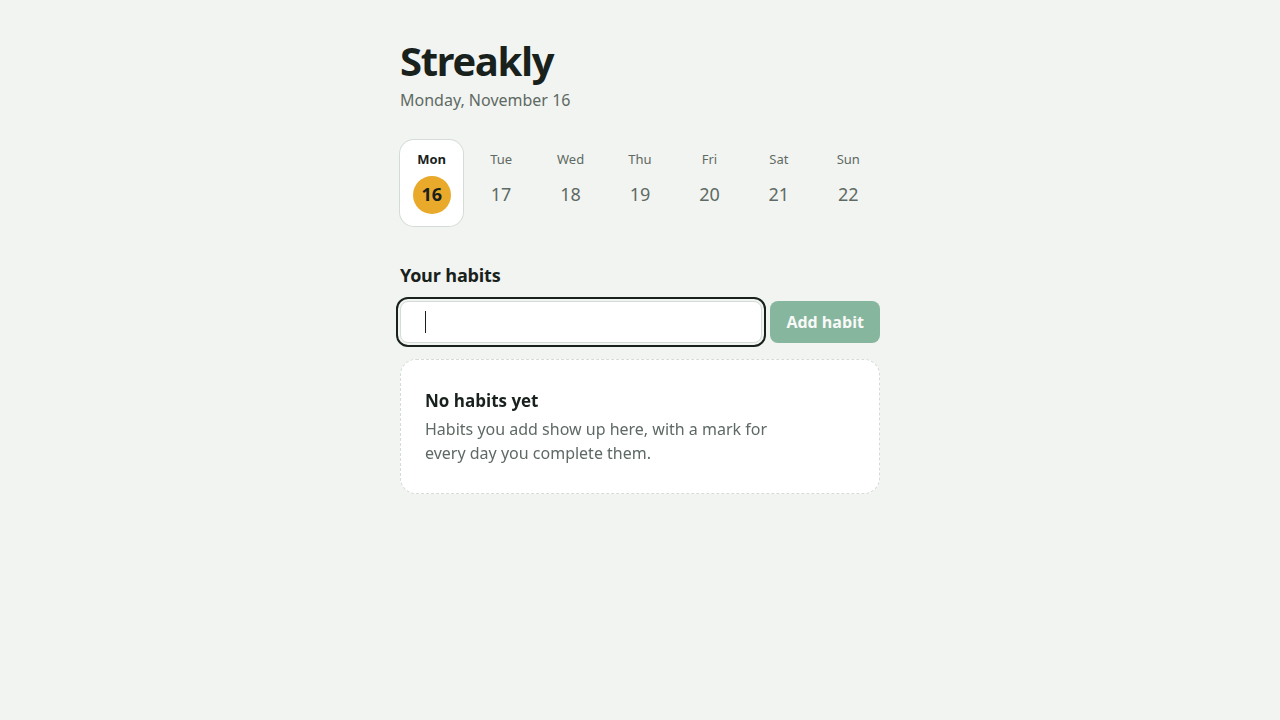 Streakly
Monday, November 16
Mon Tue Wed Thu Fri Sat Sun
16 17 18 19 20 21 22
Your habits
Add habit
No habits yet
Habits you add show up here, with a mark for
every day you complete them.